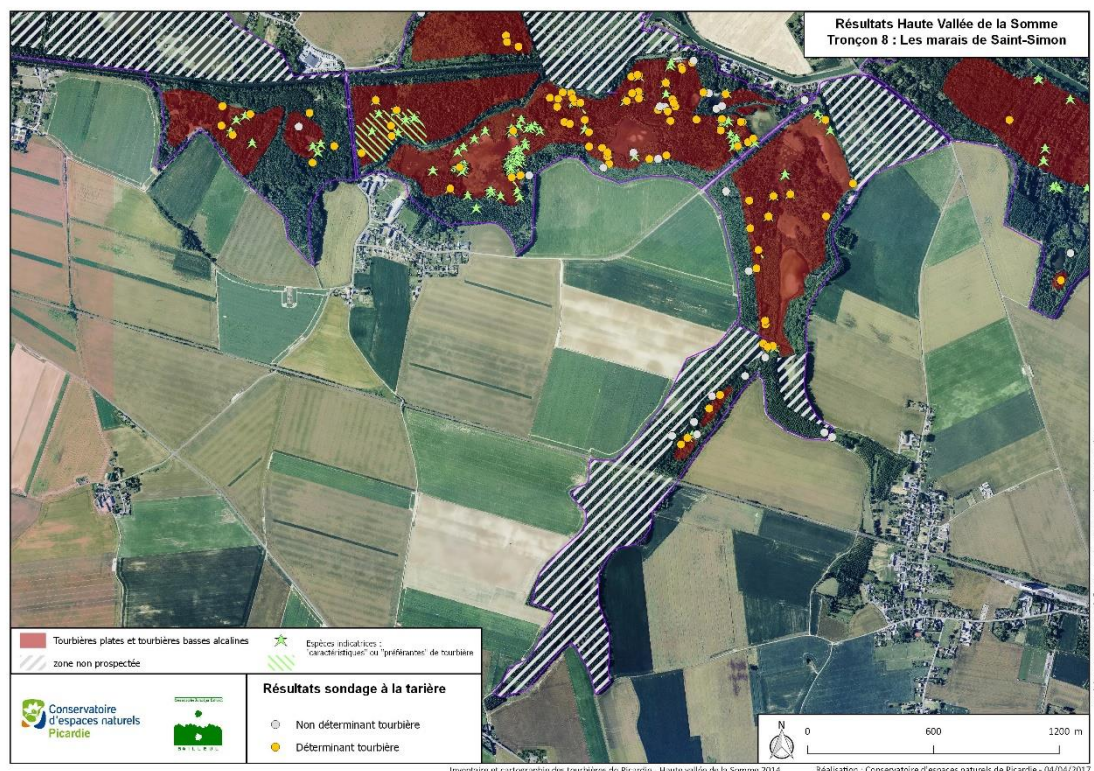 Résultats Haute Vallée de la Somme
Tronçon 8 : Les marais de Saint-Simon
Tourbières plates et tourbières basses alcalines
zone non prospectée
Espèces indicatrices :
"caractéristiques" ou "préférantes" de tourbière
Conservatoire
d'espaces naturels
Picardie
BAILLEUL
Résultats sondage à la tarière
Non déterminant tourbière
Déterminant tourbière
N
0 600 1200 m
Inventaire et cartographie des tourbières de Picardie - Haute vallée de la Somme 2014
Réalisation : Conservatoire d'espaces naturels de Picardie - 04/04/2017